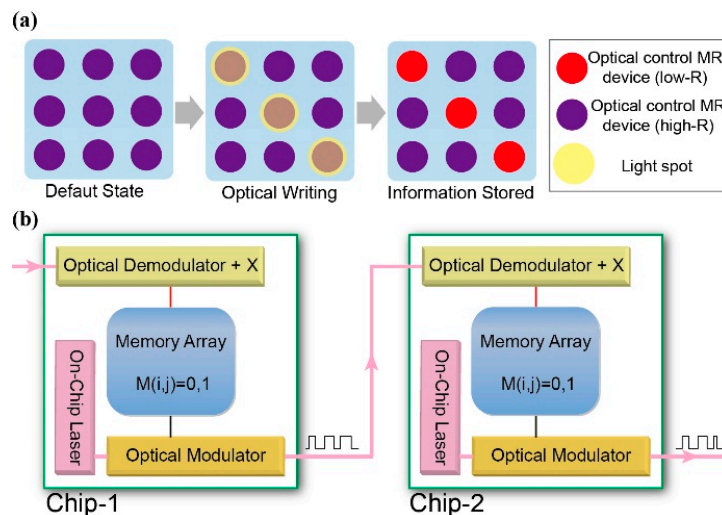 (a)
Defaut State
Optical Writing
Information Stored
Optical control MR
device (low-R)
Optical control MR
device (high-R)
Light spot
(b)
Optical Demodulator + X
Memory Array
M(i,j)=0,1
On-Chip Laser
Optical Modulator
Chip-1
Optical Demodulator + X
Memory Array
M(i,j)=0,1
On-Chip Laser
Optical Modulator
Chip-2